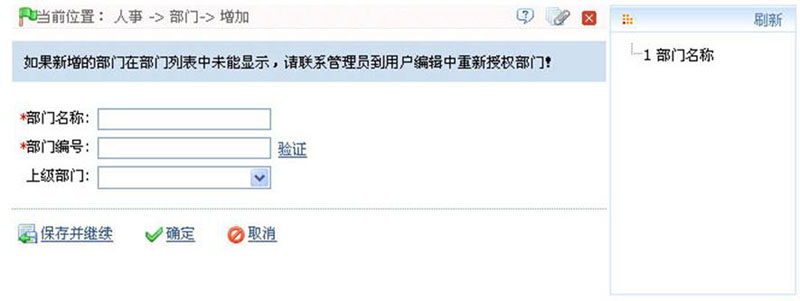 当前位置： 人事 -> 部门-> 增加
如果新增的部门在部门列表中未能显示，请联系管理员到用户编辑中重新授权部门!
*部门名称:
*部门编号: 验证
上级部门:
保存并继续 确定 取消
刷新
1 部门名称